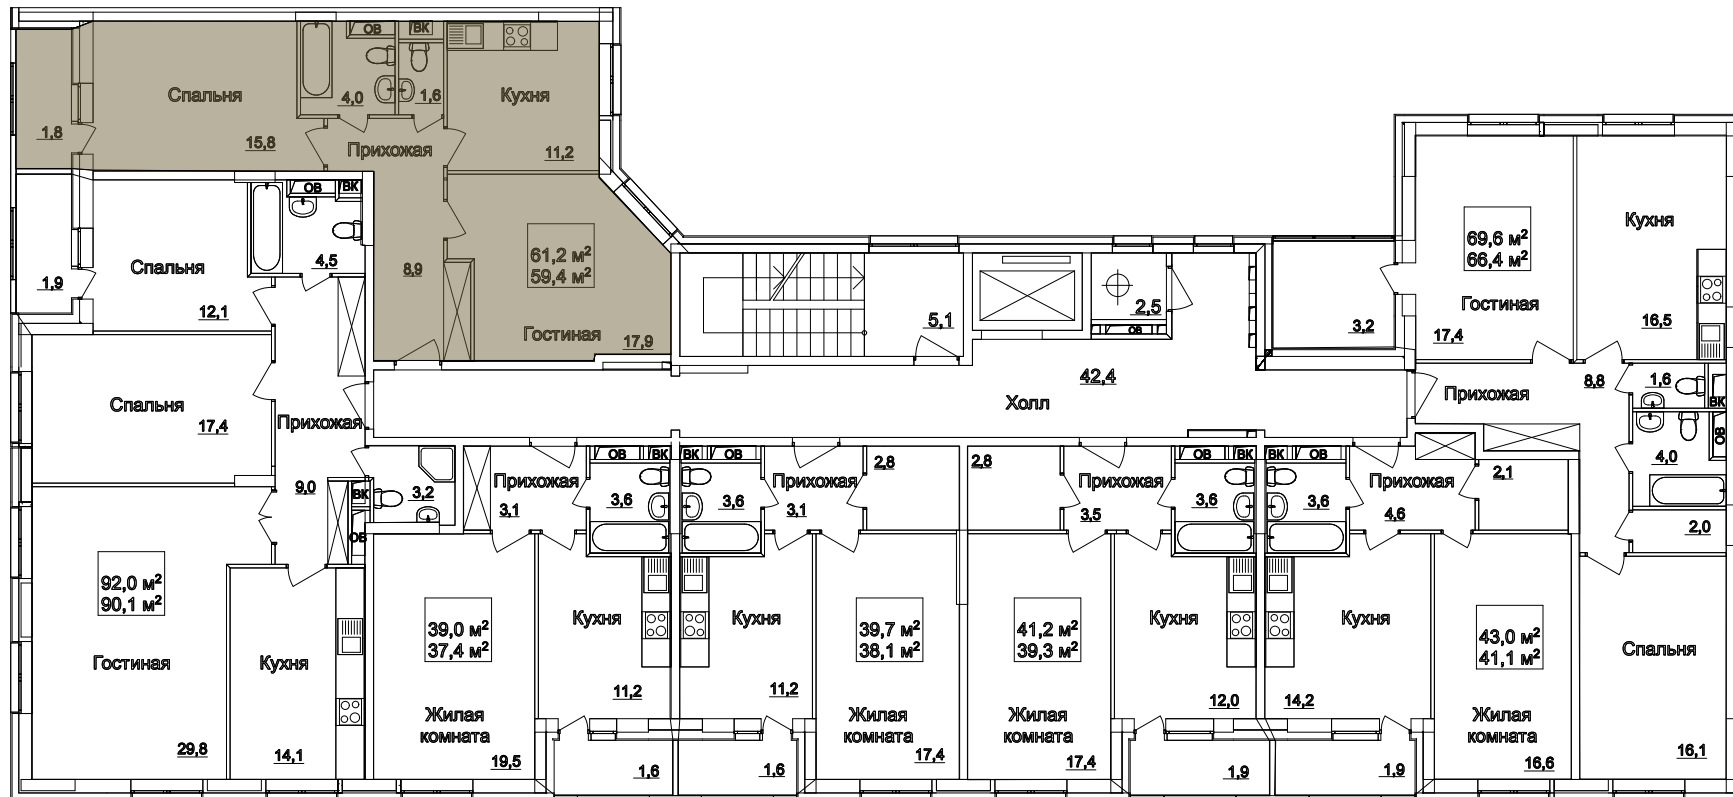 ОВ
ВК
Кухня
Спальня
4,0
1,6
1,8
15,8
Прихожая
11,2
ОВ
ВК
61,2 м²
59,4 м²
8,9
Гостиная
17,9
4,5
Спальня
1,9
12,1
Спальня
17,4
Прихожая
9,0
3,2
ВК
ОВ
92,0 м²
90,1 м²
Гостиная
29,8
Кухня
14,1
5,1
2,5
ОВ
42,4
Холл
3,2
69,6 м²
66,4 м²
Гостиная
17,4
Кухня
16,5
Прихожая
8,8
1,6
ВК
ОВ
4,0
2,0
Спальня
16,1
Прихожая
3,1
ОВ
ВК
3,6
39,0 м²
37,4 м²
Кухня
11,2
Жилая
комната
19,5
1,6
ВК
ОВ
3,6
Прихожая
3,1
2,8
Кухня
11,2
39,7 м²
38,1 м²
Жилая
комната
17,4
1,6
2,8
Прихожая
3,5
ОВ
ВК
3,6
41,2 м²
39,3 м²
Кухня
12,0
Жилая
комната
17,4
1,9
ВК
ОВ
3,6
Прихожая
4,6
2,1
Кухня
14,2
43,0 м²
41,1 м²
Жилая
комната
16,6
1,9